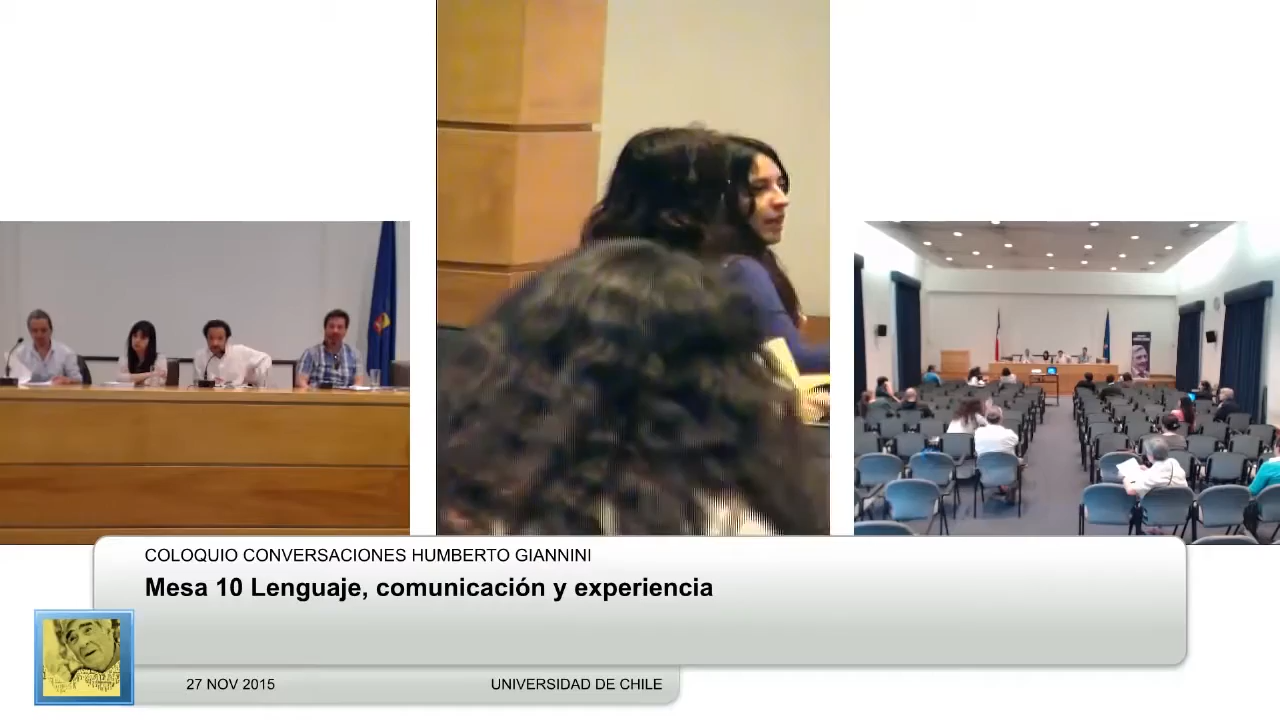 COLOQUIO CONVERSACIONES HUMBERTO GIANNINI
Mesa 10 Lenguaje, comunicación y experiencia
27 NOV 2015
UNIVERSIDAD DE CHILE